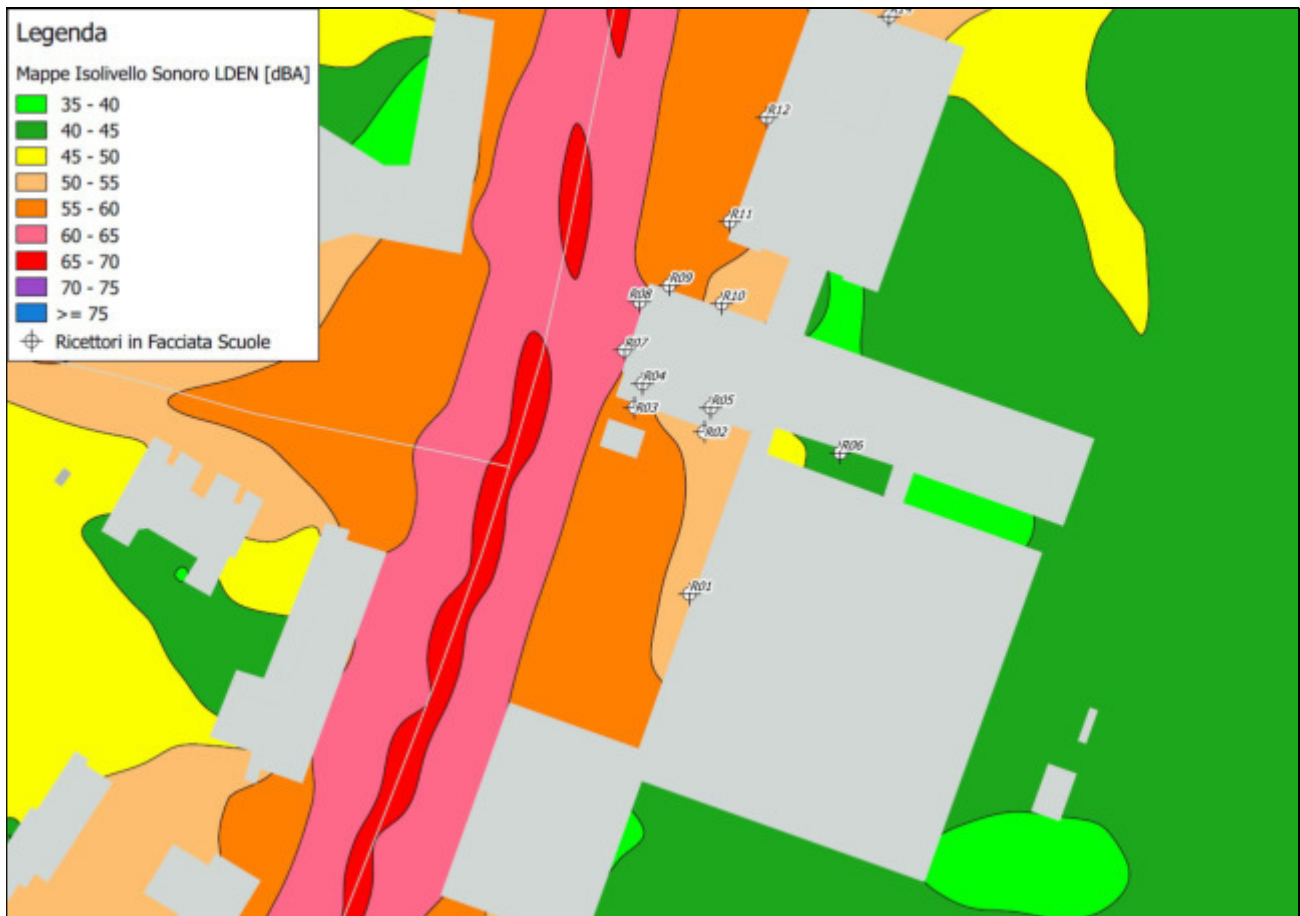 Legenda
Mappe Isolivello Sonoro LDEN [dBA]
35 - 40
40 - 45
45 - 50
50 - 55
55 - 60
60 - 65
65 - 70
70 - 75
>= 75
Ricettori in Facciata Scuole
R12
R11
R09
R08
R10
R07
R04
R03
R05
R02
R06
R01